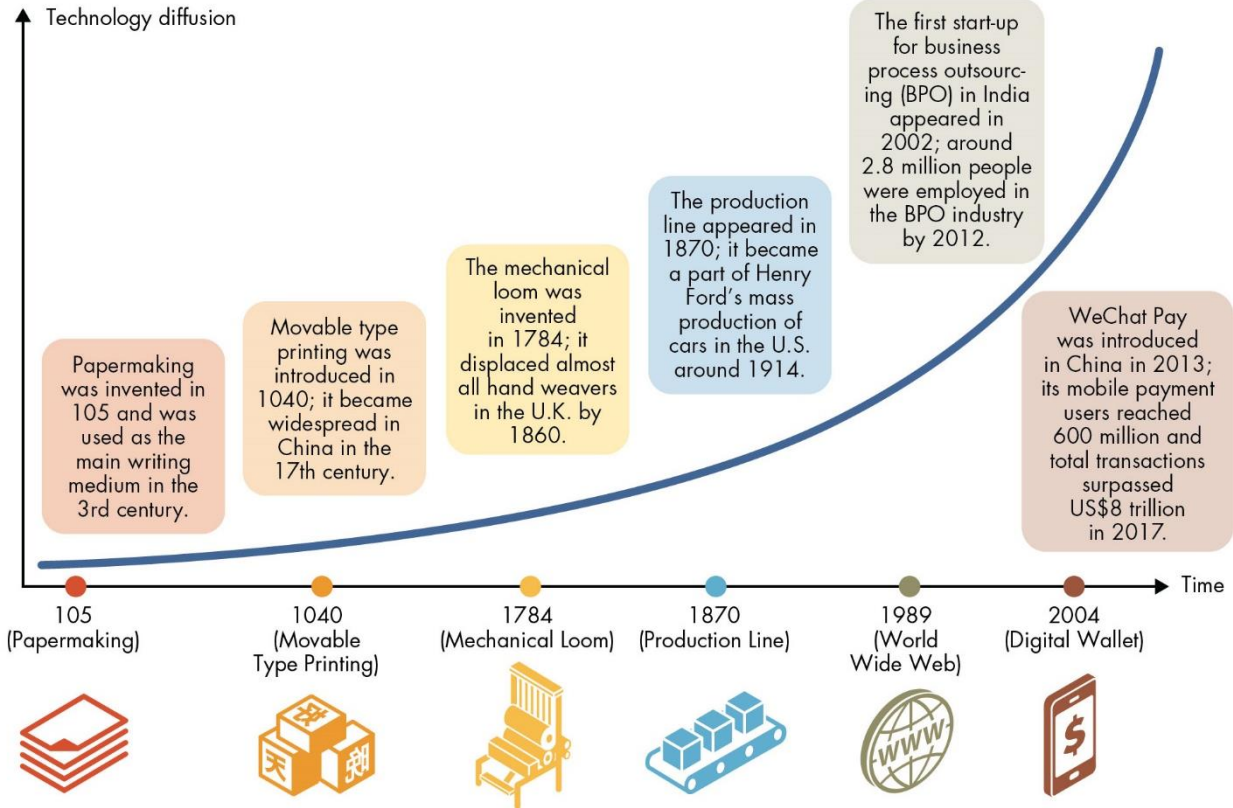 Technology diffusion
Papermaking
was invented in
105 and was
used as the
main writing
medium in the
3rd century.
Movable type
printing was
introduced in
1040; it became
widespread in
China in the
17th century.
The mechanical
loom was
invented
in 1784; it
displaced almost
all hand weavers
in the U.K. by
1860.
The production
line appeared in
1870; it became
a part of Henry
Ford’s mass
production of
cars in the U.S.
around 1914.
The first start-up
for business
process outsourc-
ing (BPO) in India
appeared in
2002; around
2.8 million people
were employed in
the BPO industry
by 2012.
WeChat Pay
was introduced
in China in 2013;
its mobile payment
users reached
600 million and
total transactions
surpassed
US$8 trillion
in 2017.
Time
105
(Papermaking)
1040
(Movable
Type Printing)
1784
(Mechanical Loom)
1870
(Production Line)
1989
(World
Wide Web)
2004
(Digital Wallet)
天
WWW
$